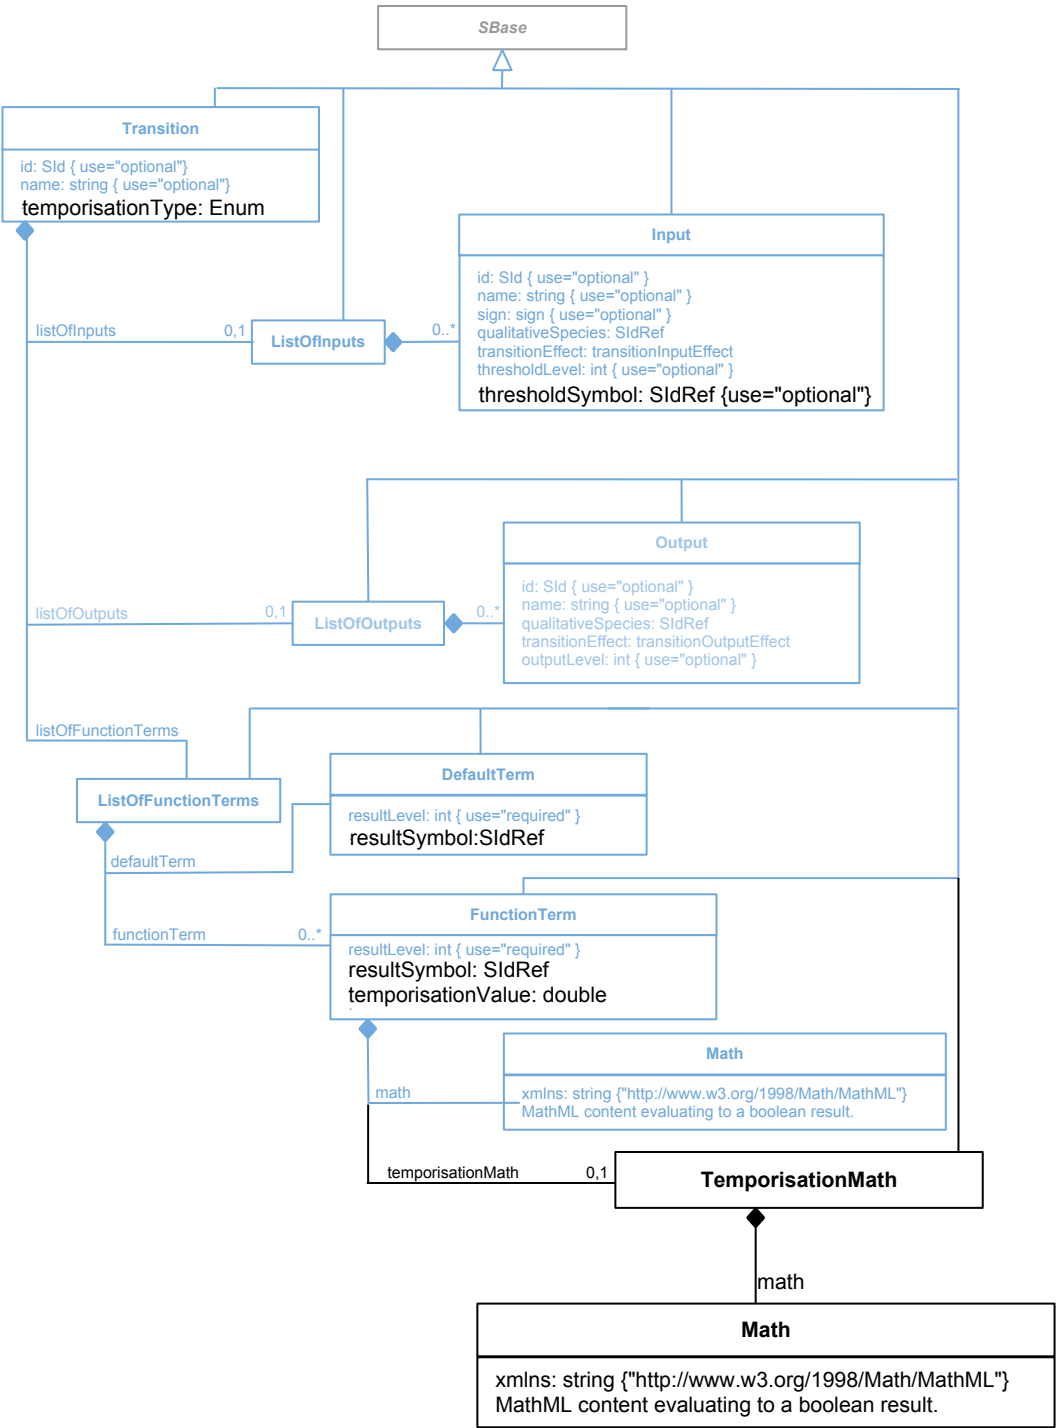 SBase
Transition
id: SId { use="optional"}
name: string { use="optional"}
temporisationType: Enum
Input
id: SId { use="optional" }
name: string { use="optional" }
sign: sign { use="optional" }
qualitativeSpecies: SIdRef
transitionEffect: transitionInputEffect
thresholdLevel: int { use="optional" }
thresholdSymbol: SIdRef {use="optional"}
listOfInputs
0,1
ListOfInputs
0..*
Output
id: SId { use="optional" }
name: string { use="optional" }
qualitativeSpecies: SIdRef
transitionEffect: transitionOutputEffect
outputLevel: int { use="optional" }
listOfOutputs
0,1
ListOfOutputs
0..*
listOfFunctionTerms
ListOfFunctionTerms
DefaultTerm
resultLevel: int { use="required" }
resultSymbol:SIdRef
defaultTerm
FunctionTerm
functionTerm
0..*
resultLevel: int { use="required" }
resultSymbol: SIdRef
temporisationValue: double
Math
math
xmlns: string {"http://www.w3.org/1998/Math/MathML"}
MathML content evaluating to a boolean result.
temporisationMath
0,1
TemporisationMath
math
Math
xmlns: string {"http://www.w3.org/1998/Math/MathML"}
MathML content evaluating to a boolean result.